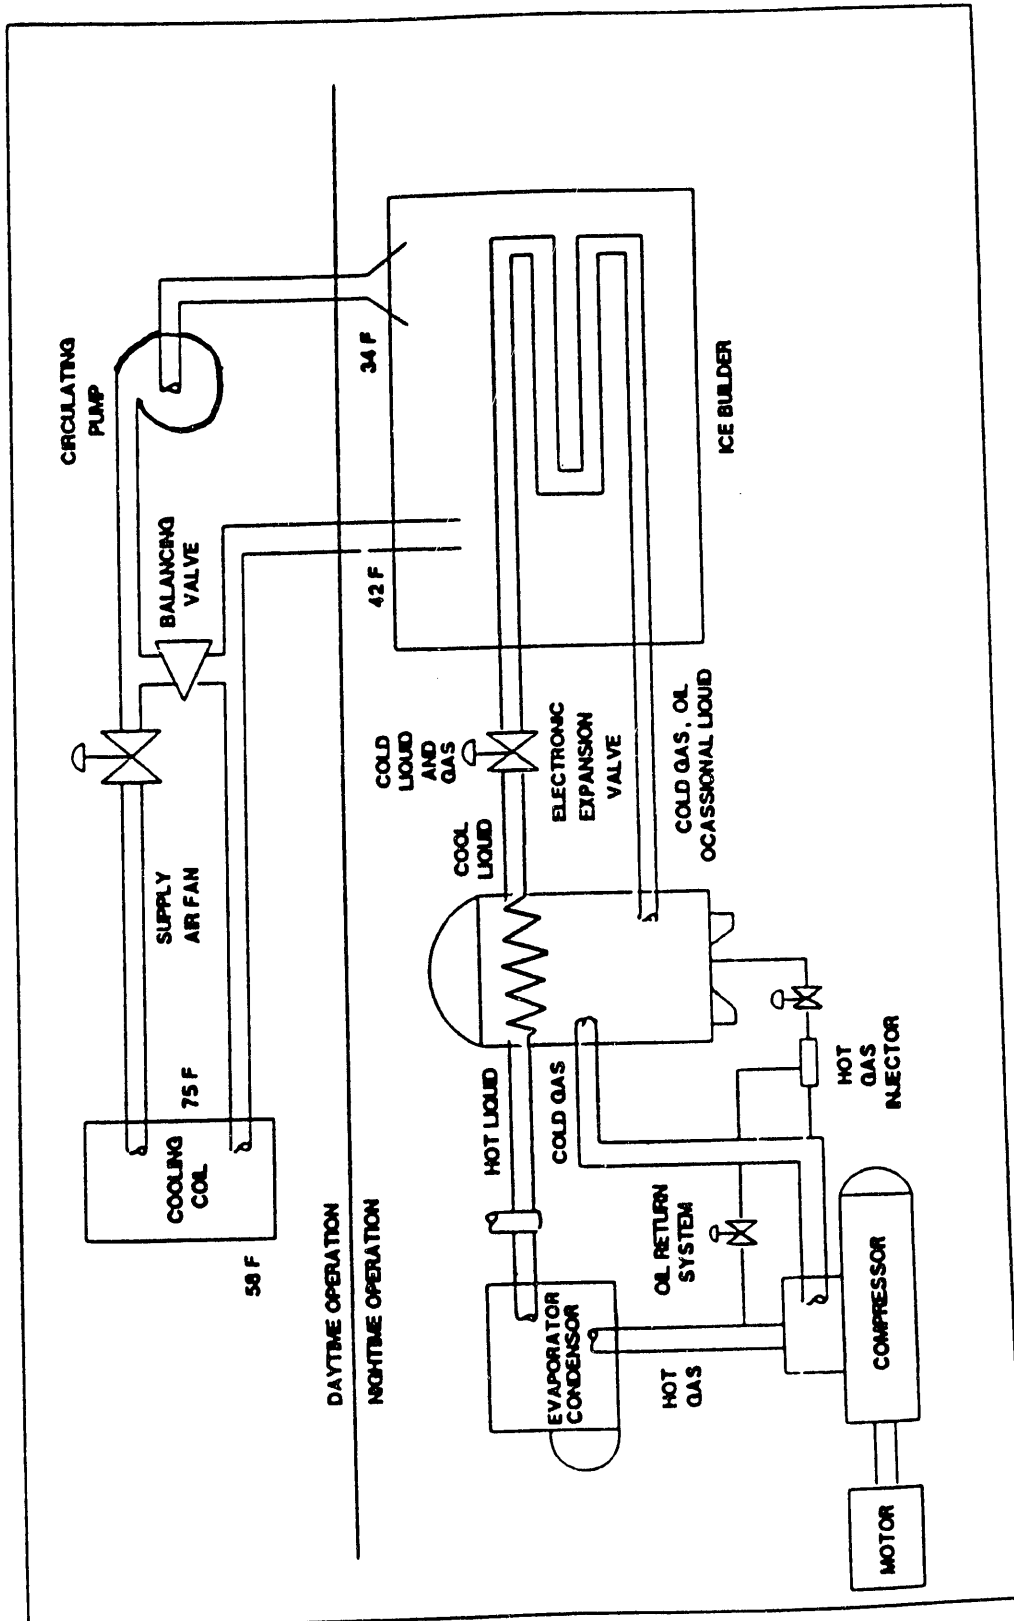 58 F
COOLING
COIL
75 F
SUPPLY
AIR FAN
BALANCING
VALVE
CIRCULATING
PUMP
DAYTIME OPERATION
NIGHTIME OPERATION
42 F
34 F
EVAPORATOR
CONDENSOR
HOT LIQUID
COLD GAS
COOL
LIQUID
COLD
LIQUID
AND
GAS
ELECTRONIC
EXPANSION
VALVE
COLD GAS, OIL
OCASSIONAL LIQUID
ICE BUILDER
HOT
GAS
OIL RETURN
SYSTEM
HOT
GAS
INJECTOR
MOTOR
COMPRESSOR